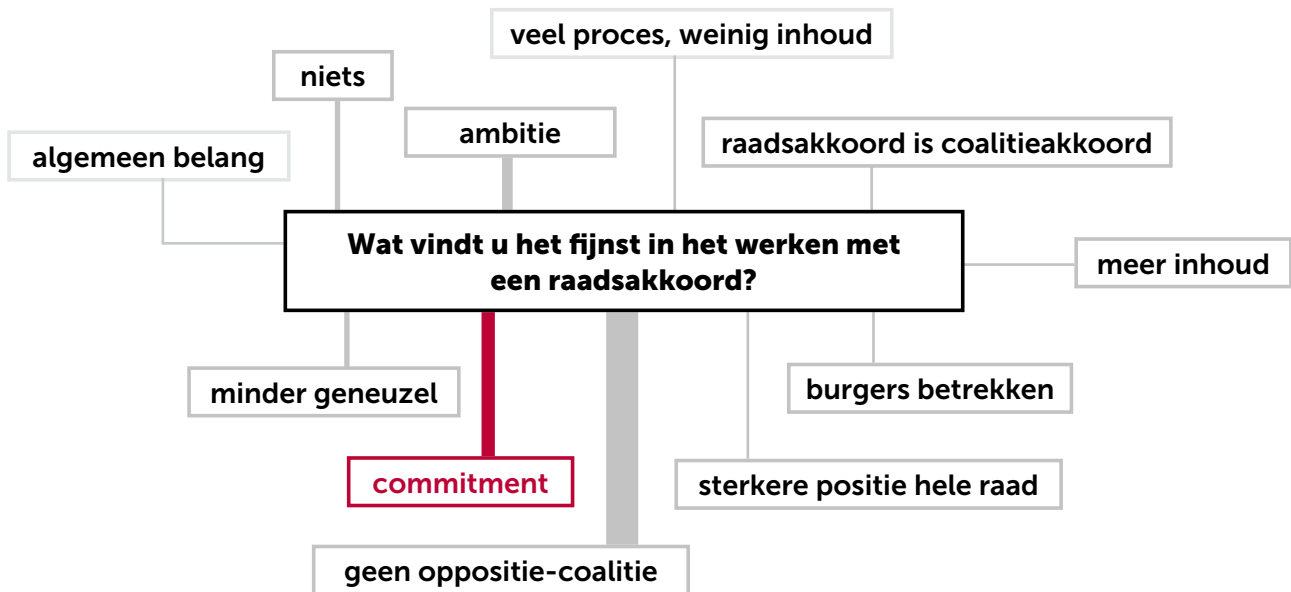 veel proces, weinig inhoud
niets
ambitie
raadsakkoord is coalitieakkoord
algemeen belang
Wat vindt u het fijnst in het werken met
een raadsakkoord?
meer inhoud
minder geneuzel
burgers betrekken
commitment
sterkere positie hele raad
geen oppositie-coalitie